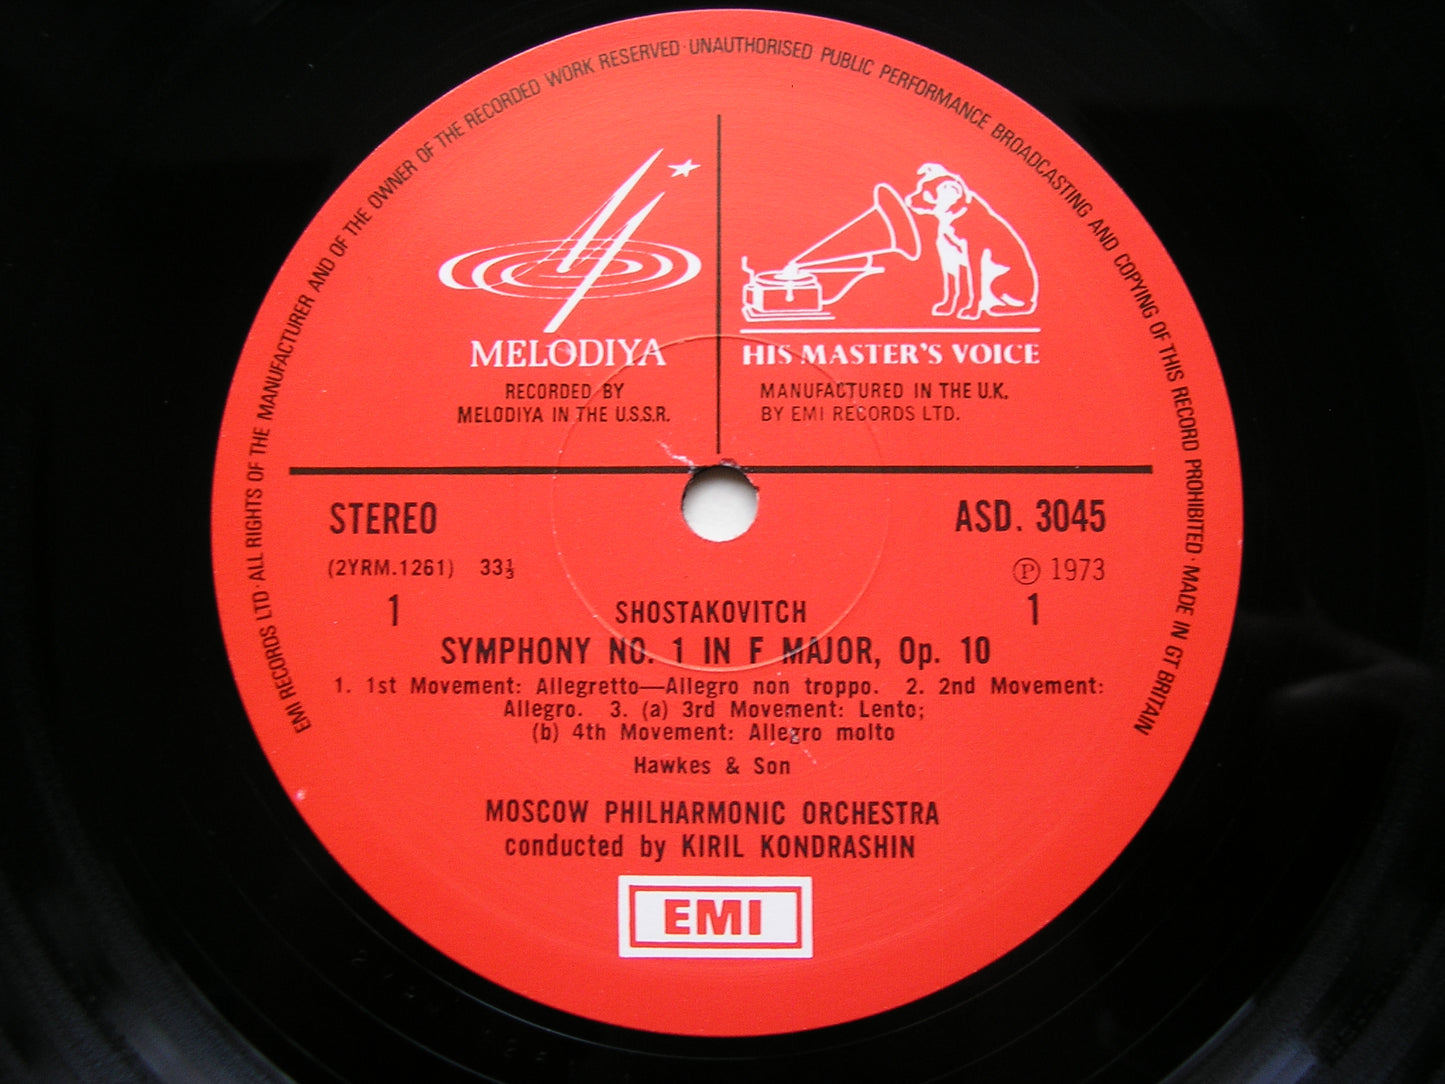 EMI RECORDS LTD · ALL RIGHTS OF THE MANUFACTURER AND OF THE OWNER OF THE RECORDED WORK RESERVED · UNAUTHORISED PUBLIC PERFORMANCE BROADCASTING AND COPYING OF THIS RECORD PROHIBITED · MADE IN GT BRITAIN
MELODIYA
RECORDED BY
MELODIYA IN THE U.S.S.R.
HIS MASTER'S VOICE
MANUFACTURED IN THE U.K.
BY EMI RECORDS LTD.
STEREO
ASD. 3045
(2YRM.1261) 33⅓
Ⓟ 1973
1
1
SHOSTAKOVITCH
SYMPHONY NO. 1 IN F MAJOR, Op. 10
1. 1st Movement: Allegretto—Allegro non troppo. 2. 2nd Movement:
Allegro. 3. (a) 3rd Movement: Lento;
(b) 4th Movement: Allegro molto
Hawkes & Son
MOSCOW PHILHARMONIC ORCHESTRA
conducted by KIRIL KONDRASHIN
EMI